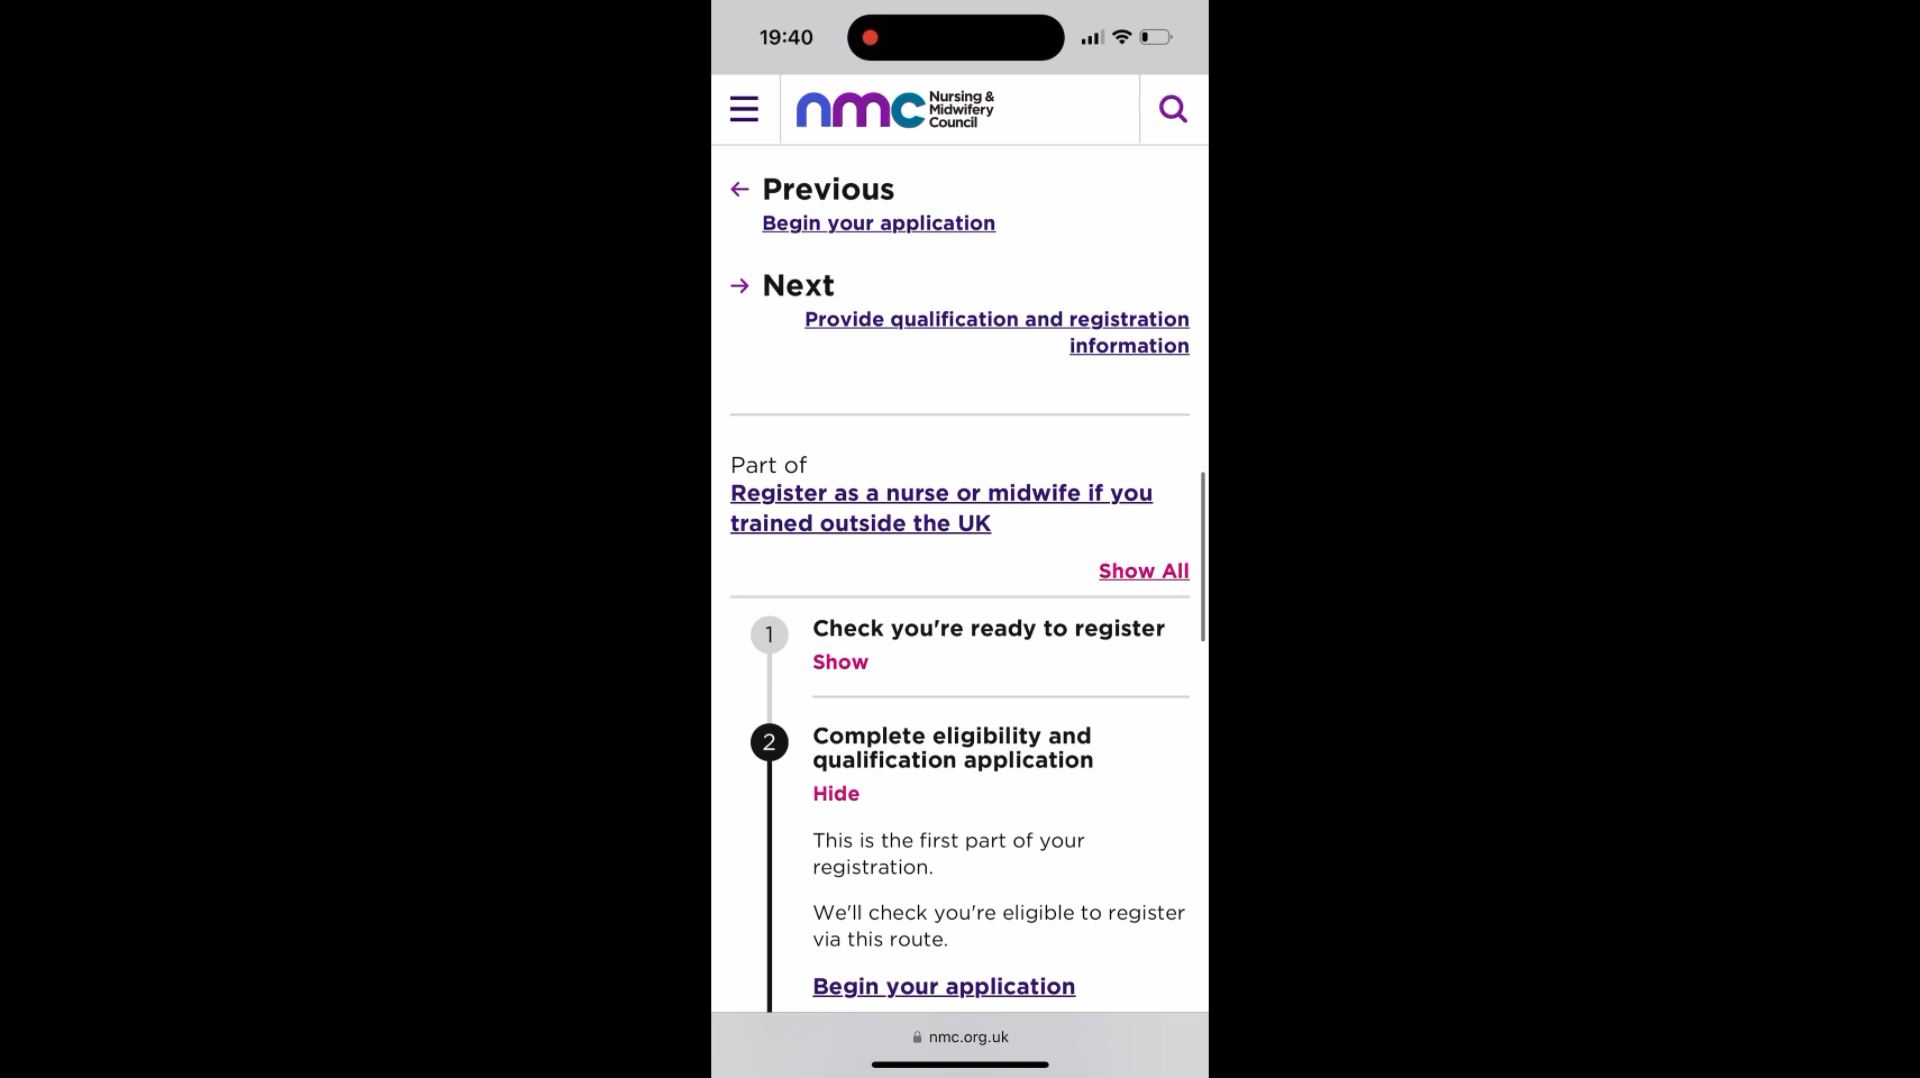 19:40
nmc Nursing &
Midwifery
Council
Previous
Begin your application
Next
Provide qualification and registration
information
Part of
Register as a nurse or midwife if you
trained outside the UK
Show All
1
Check you're ready to register
Show
2
Complete eligibility and
qualification application
Hide
This is the first part of your
registration.
We'll check you're eligible to register
via this route.
Begin your application
nmc.org.uk